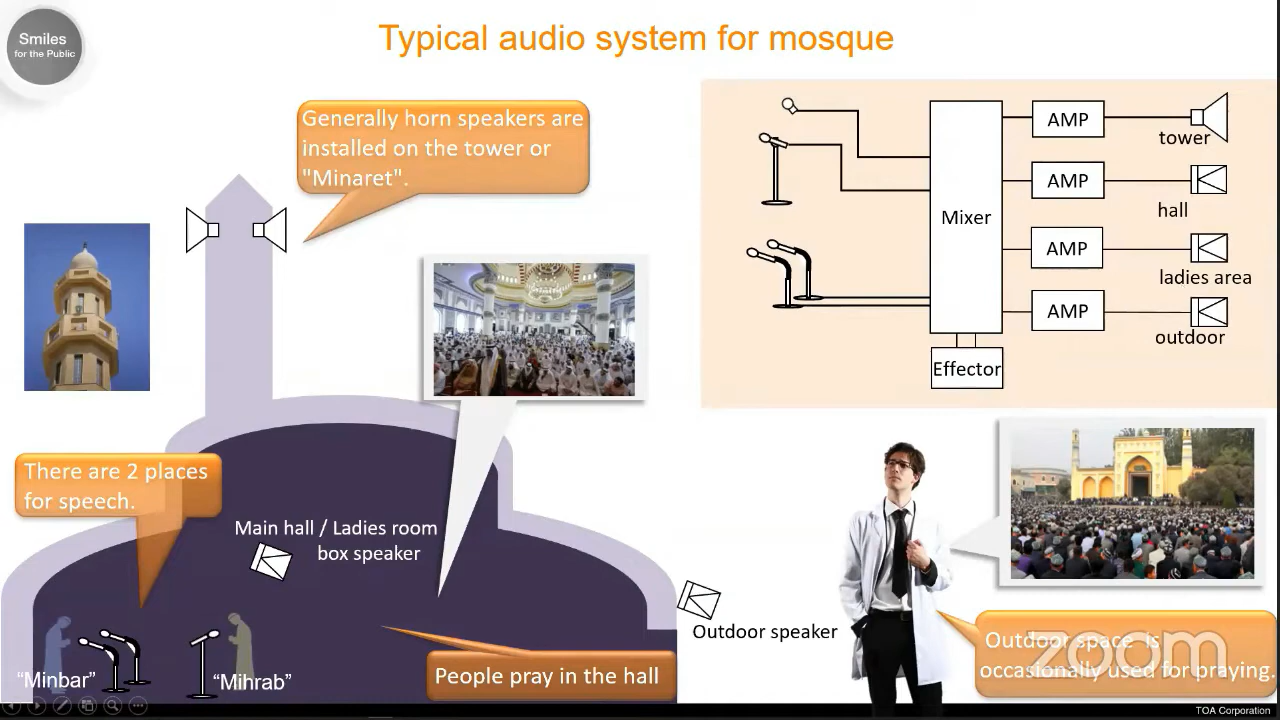 Smiles
for the Public
Typical audio system for mosque
Generally horn speakers are
installed on the tower or
"Minaret".
AMP
tower
AMP
hall
Mixer
AMP
ladies area
AMP
outdoor
Effector
There are 2 places
for speech.
Main hall / Ladies room
box speaker
Outdoor speaker
“Minbar”
“Mihrab”
People pray in the hall
Outdoor space is
occasionally used for praying.
zoom
TOA Corporation